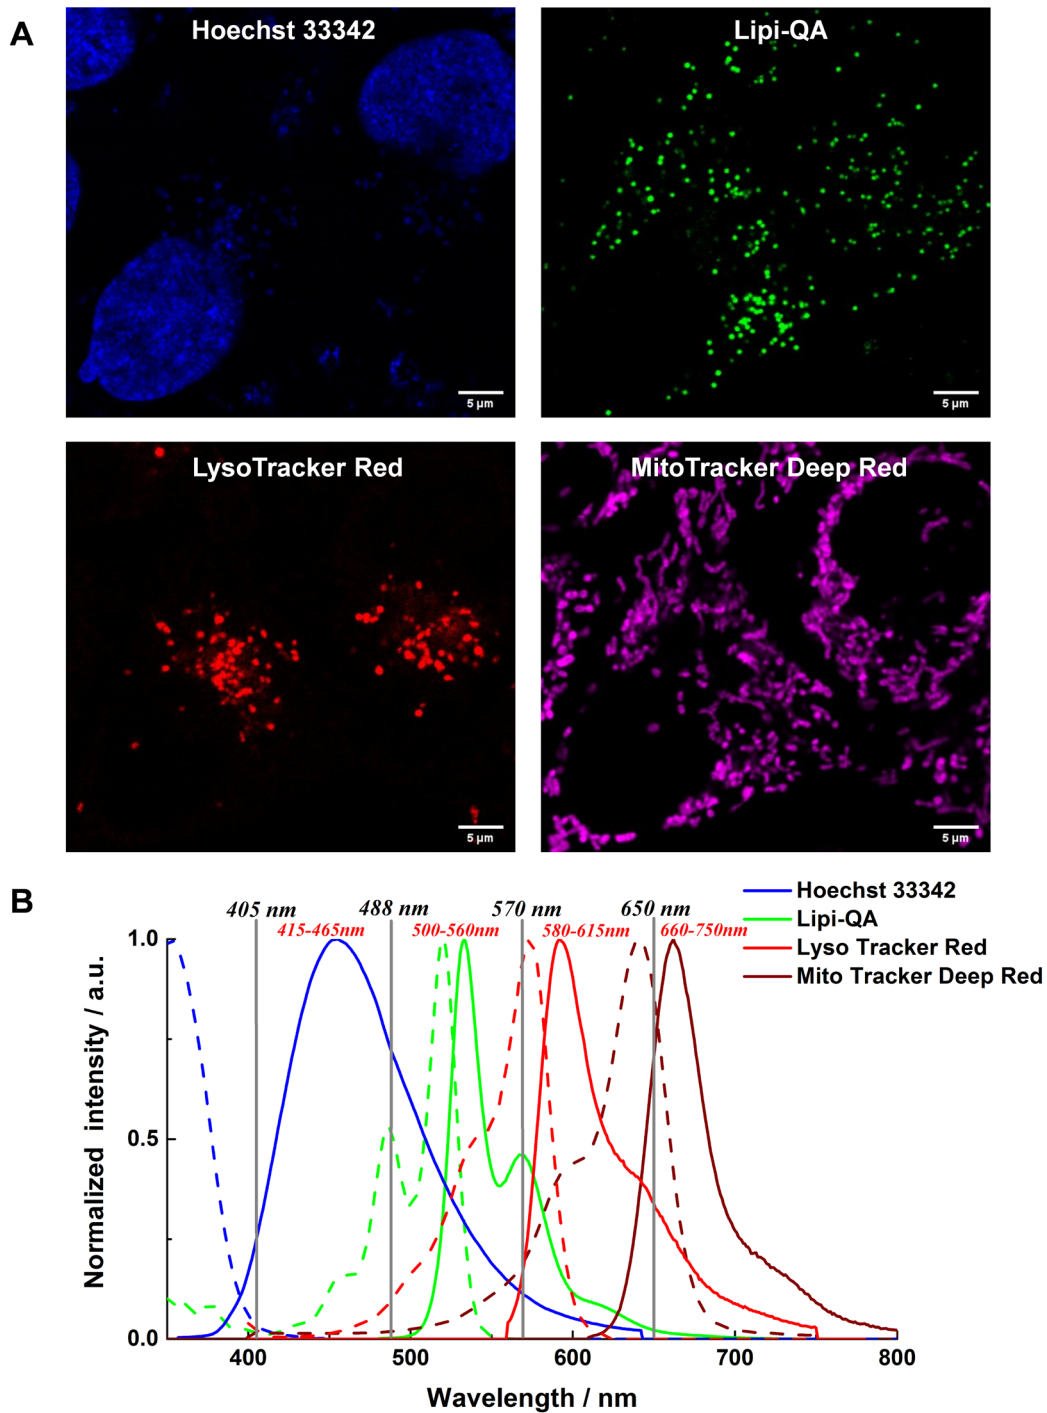 A
Hoechst 33342
Lipi-QA
5 µm
5 µm
LysoTracker Red
MitoTracker Deep Red
5 µm
5 µm
B
Hoechst 33342
Lipi-QA
Lyso Tracker Red
Mito Tracker Deep Red
405 nm
488 nm
570 nm
650 nm
415-465nm
500-560nm
580-615nm
660-750nm
Normalized intensity / a.u.
1.0
0.5
0.0
400
500
600
700
800
Wavelength / nm